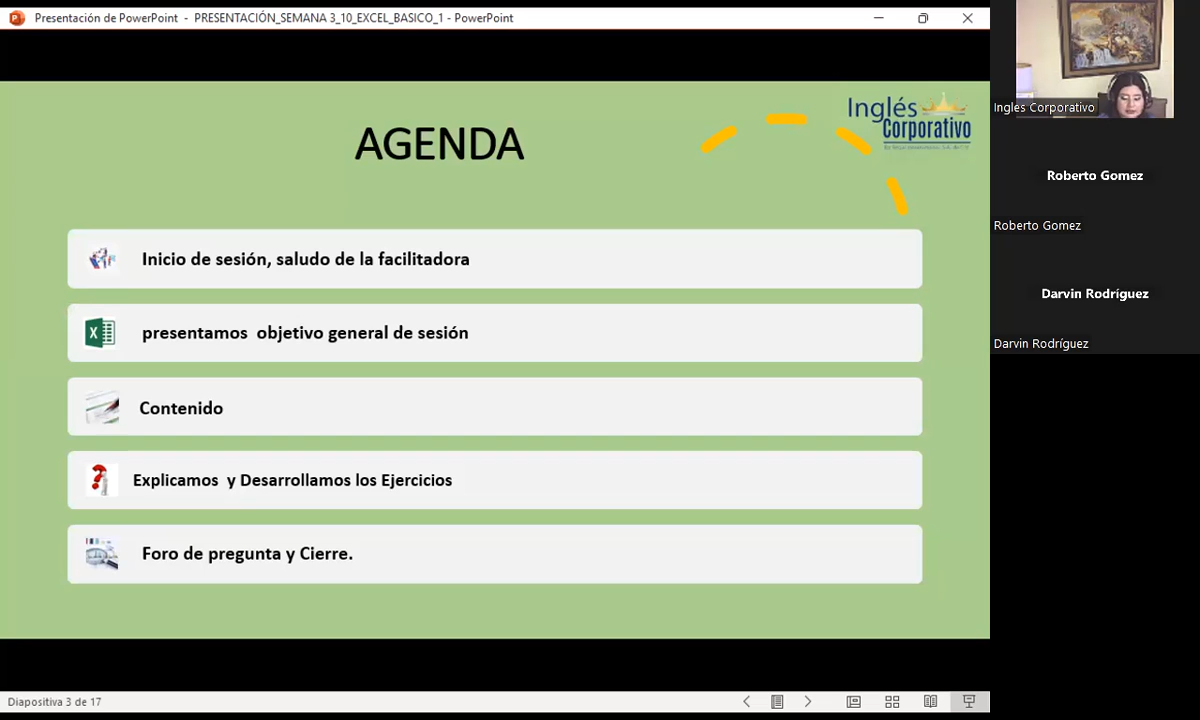 Presentación de PowerPoint - PRESENTACIÓN_SEMANA 3_10_EXCEL_BASICO_1 - PowerPoint
Inglés
Corporativo
AGENDA
Inicio de sesión, saludo de la facilitadora
presentamos objetivo general de sesión
Contenido
Explicamos y Desarrollamos los Ejercicios
Foro de pregunta y Cierre.
Diapositiva 3 de 17
Ingles Corporativo
Roberto Gomez
Roberto Gomez
Darvin Rodríguez
Darvin Rodríguez